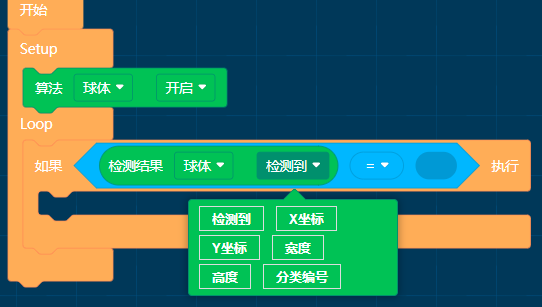 开始
Setup
算法 球体 开启
Loop
如果 检测结果 球体 检测到 = 执行
检测到 X坐标
Y坐标 宽度
高度 分类编号